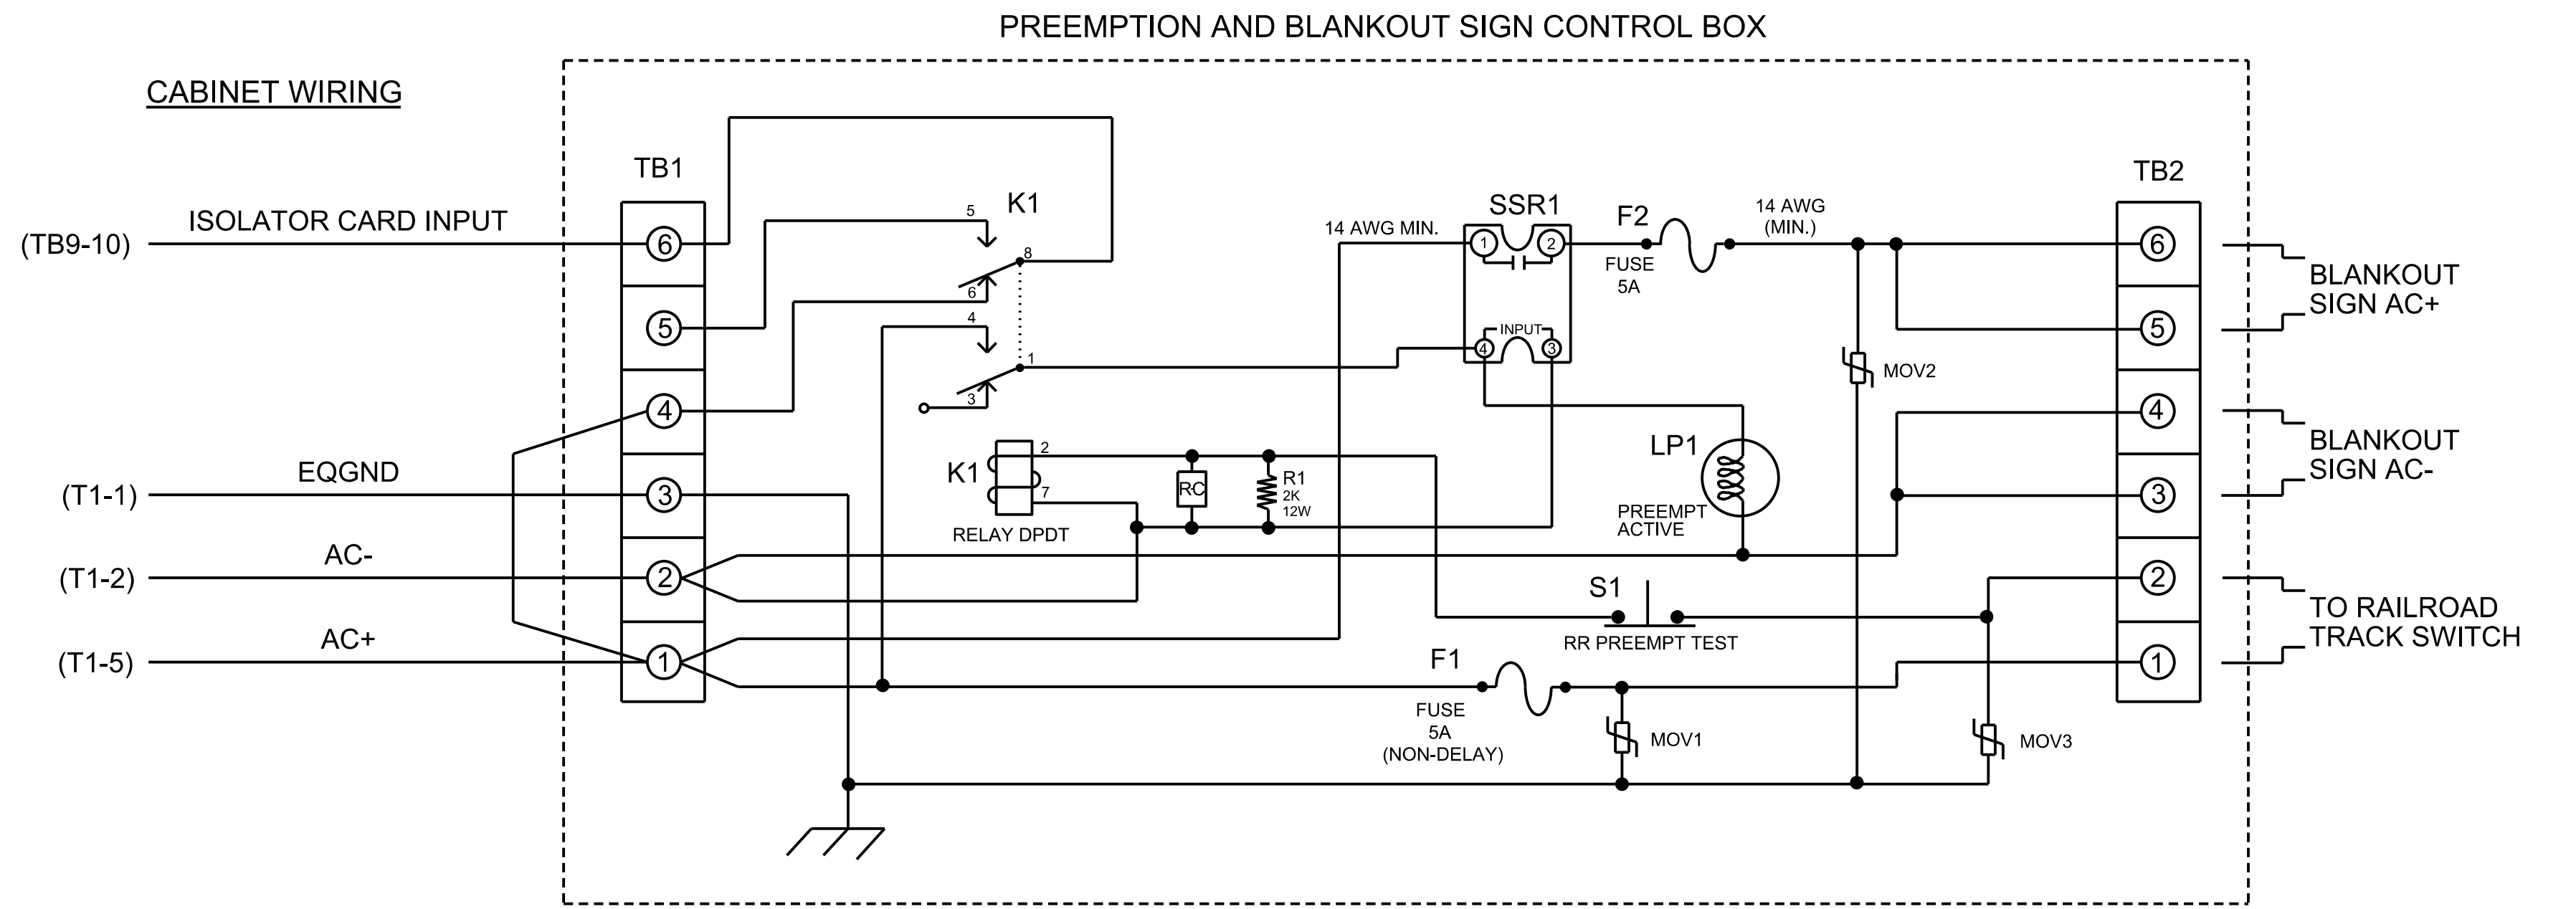 PREEMPTION AND BLANKOUT SIGN CONTROL BOX
CABINET WIRING
TB1
K1
SSR1
F2
14 AWG
(MIN.)
TB2
(TB9-10)
ISOLATOR CARD INPUT
6
5
8
6
4
1
3
14 AWG MIN.
1
2
INPUT
4
3
FUSE
5A
6
BLANKOUT
SIGN AC+
5
5
MOV2
4
4
BLANKOUT
SIGN AC-
K1
2
7
RELAY DPDT
RC
R1
2K
12W
LP1
PREEMPT
ACTIVE
(T1-1)
EQGND
3
3
(T1-2)
AC-
2
S1
RR PREEMPT TEST
2
TO RAILROAD
TRACK SWITCH
(T1-5)
AC+
1
F1
FUSE
5A
(NON-DELAY)
1
MOV1
MOV3